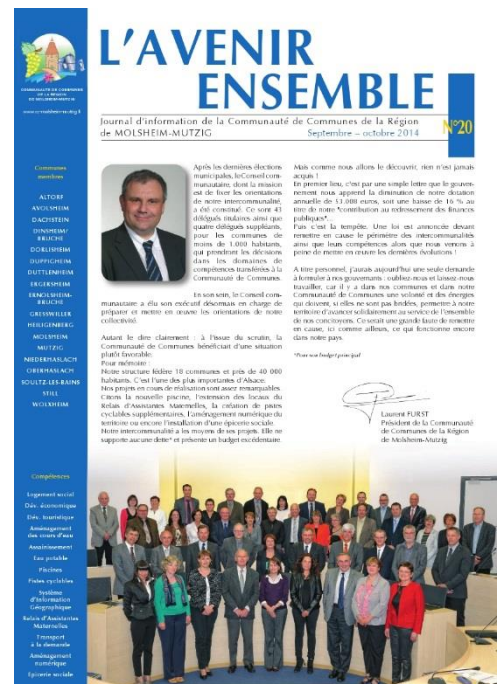 L'AVENIR
ENSEMBLE
Journal d'information de la Communauté de Communes de la Région
de MOLSHEIM-MUTZIG
Septembre – octobre 2014
N°20
COMMUNAUTÉ DE COMMUNES
DE LA RÉGION
DE MOLSHEIM-MUTZIG
Communes
membres
ALTORF
AVOLSHEIM
DACHSTEIN
DINSHEIM/
BRUCHE
DORLISHEIM
DUPPIGHEIM
DUTTLENHEIM
ERGERSHEIM
ERNOLSHEIM-
BRUCHE
GRESSWILLER
HEILIGENBERG
MOLSHEIM
MUTZIG
NIEDERHASLACH
OBERHASLACH
SOULTZ-LES-BAINS
STILL
WOLXHEIM
Compétences
Logement social
Dév. économique
Dév. touristique
Aménagement
des cours d'eau
Assainissement
Eau potable
Piscines
Pistes cyclables
Système
d'Information
Géographique
Relais d'Assistantes
Maternelles
Transport
à la demande
Aménagement
numérique
Epicerie sociale
Après les dernières élections
municipales, le Conseil com-
munautaire, dont la mission
est de fixer les orientations
de notre intercommunalité,
a été constitué. Ce sont 43
délégués titulaires ainsi que
quatre délégués suppléants,
pour les communes de
moins de 1.000 habitants,
qui prendront les décisions
dans les domaines de
compétences transférées à la
Communauté de Communes.
En son sein, le Conseil com-
munautaire a élu son exécutif désormais en charge de
préparer et mettre en œuvre les orientations de notre
collectivité.
Autant le dire clairement : à l'issue du scrutin, la
Communauté de Communes bénéficiait d'une situation
plutôt favorable.
Pour mémoire :
Notre structure fédère 18 communes et près de 40 000
habitants. C'est l'une des plus importantes d'Alsace.
Nos projets en cours de réalisation sont assez remarquables.
Citons la nouvelle piscine, l'extension des locaux du
Relais d'Assistantes Maternelles, la création de pistes
cyclables supplémentaires, l'aménagement numérique du
territoire ou encore l'installation d'une épicerie sociale.
Notre intercommunalité a les moyens de ses projets. Elle ne
supporte aucune dette* et présente un budget excédentaire.
Mais comme nous allons le découvrir, rien n'est jamais
acquis !
En premier lieu, c'est par une simple lettre que le gouver-
nement nous apprend la diminution de notre dotation
annuelle de 51.000 euros, soit une baisse de 16 % au
titre de notre "contribution au redressement des finances
publiques"...
Puis c'est la tempête. Une loi est annoncée devant
remettre en cause le périmètre des intercommunalités
ainsi que leurs compétences alors que nous venons à
peine de mettre en œuvre les dernières évolutions !
A titre personnel, j'aurais aujourd'hui une seule demande
à formuler à nos gouvernants : oubliez-nous et laissez-nous
travailler, car il y a dans nos communes et dans notre
Communauté de Communes une volonté et des énergies
qui doivent, si elles ne sont pas bridées, permettre à notre
territoire d'avancer solidairement au service de l'ensemble
de nos concitoyens. Ce serait une grande faute de remettre
en cause, ici comme ailleurs, ce qui fonctionne encore
dans notre pays.
*Pour son budget principal
Laurent FURST
Président de la Communauté
de Communes de la Région
de Molsheim-Mutzig